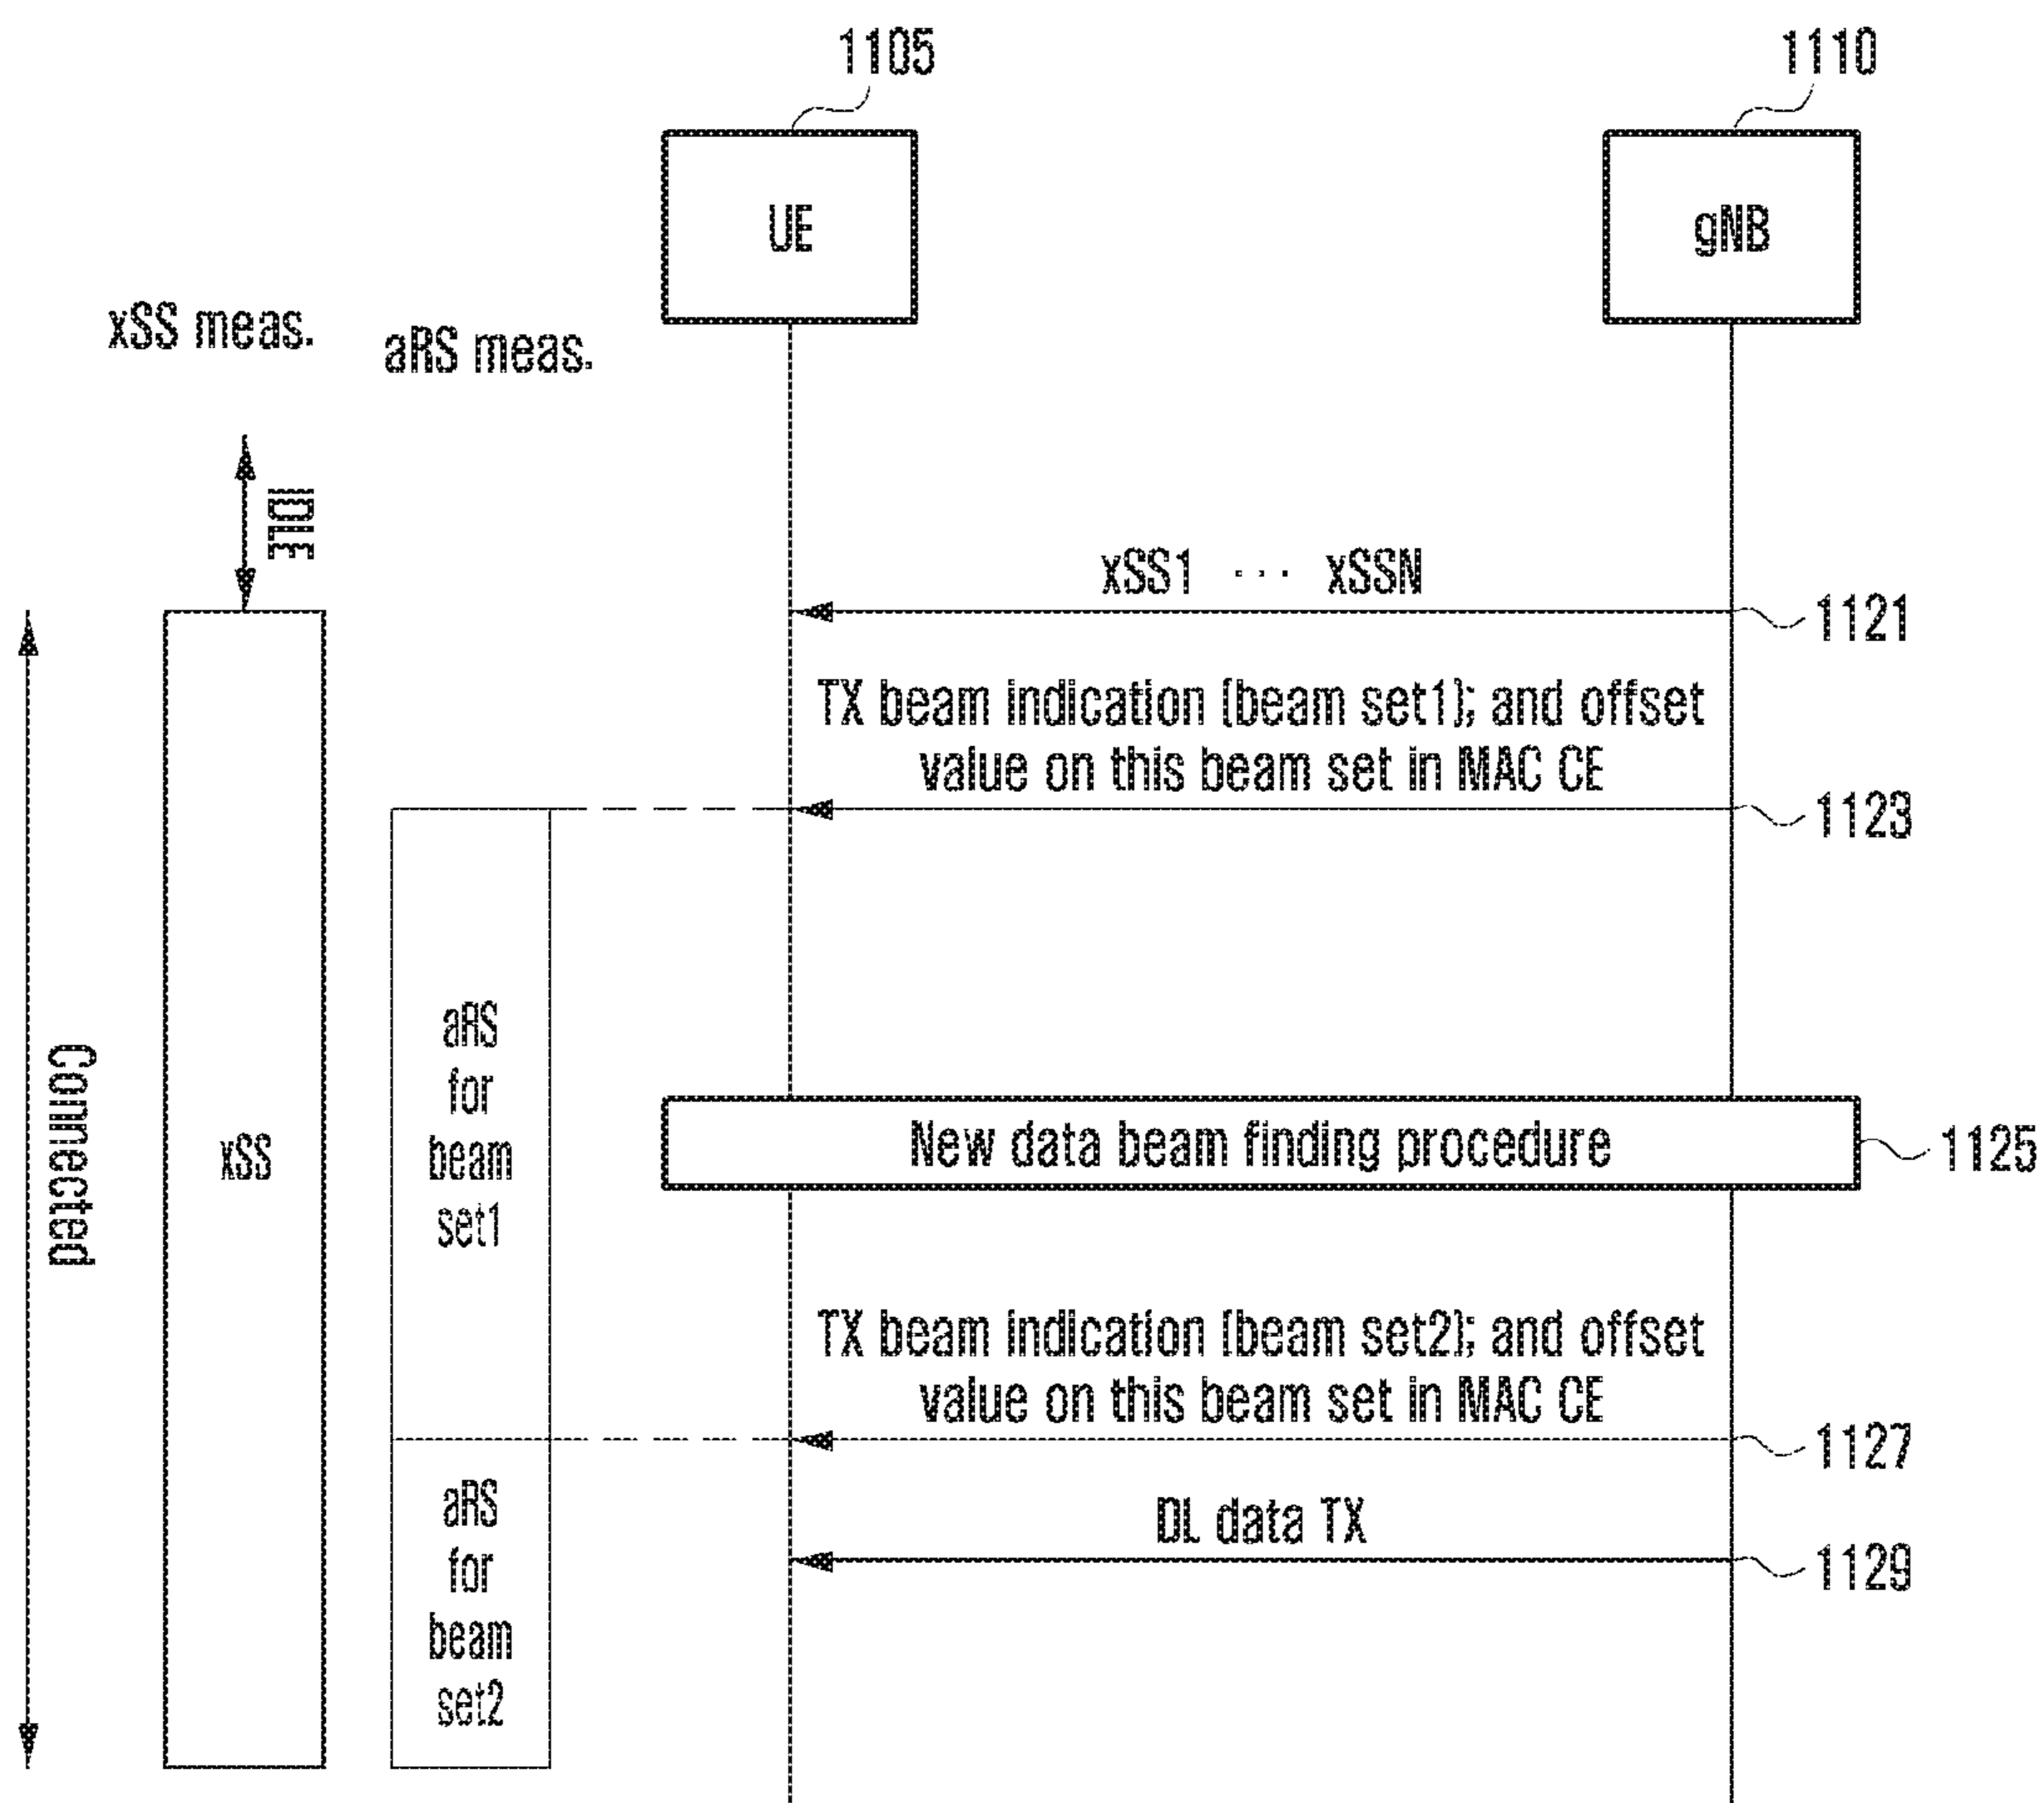 1105
1110
UE
gNB
xSS meas.
aRS meas.
IDLE
xSS1 ··· xSSN
1121
TX beam indication (beam set1); and offset
value on this beam set in MAC CE
1123
Connected
xSS
aRS
for
beam
set1
New data beam finding procedure
1125
TX beam indication (beam set2); and offset
value on this beam set in MAC CE
1127
aRS
for
beam
set2
DL data TX
1129